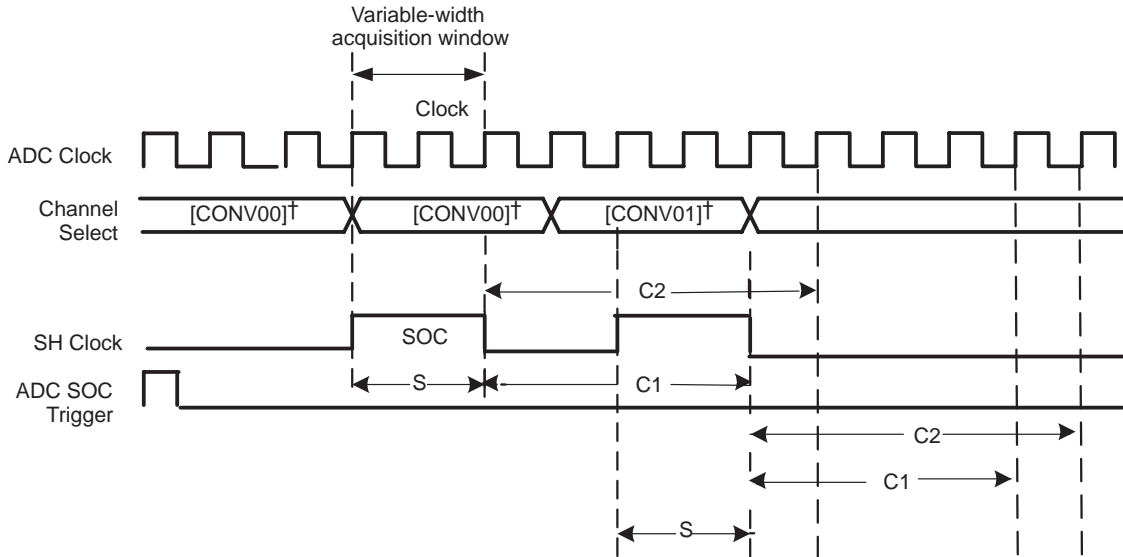 Variable-width
acquisition window
Clock
ADC Clock
Channel
Select
[CONV00]†
[CONV00]†
[CONV01]†
C2
SH Clock
SOC
S
C1
ADC SOC
Trigger
C2
C1
S